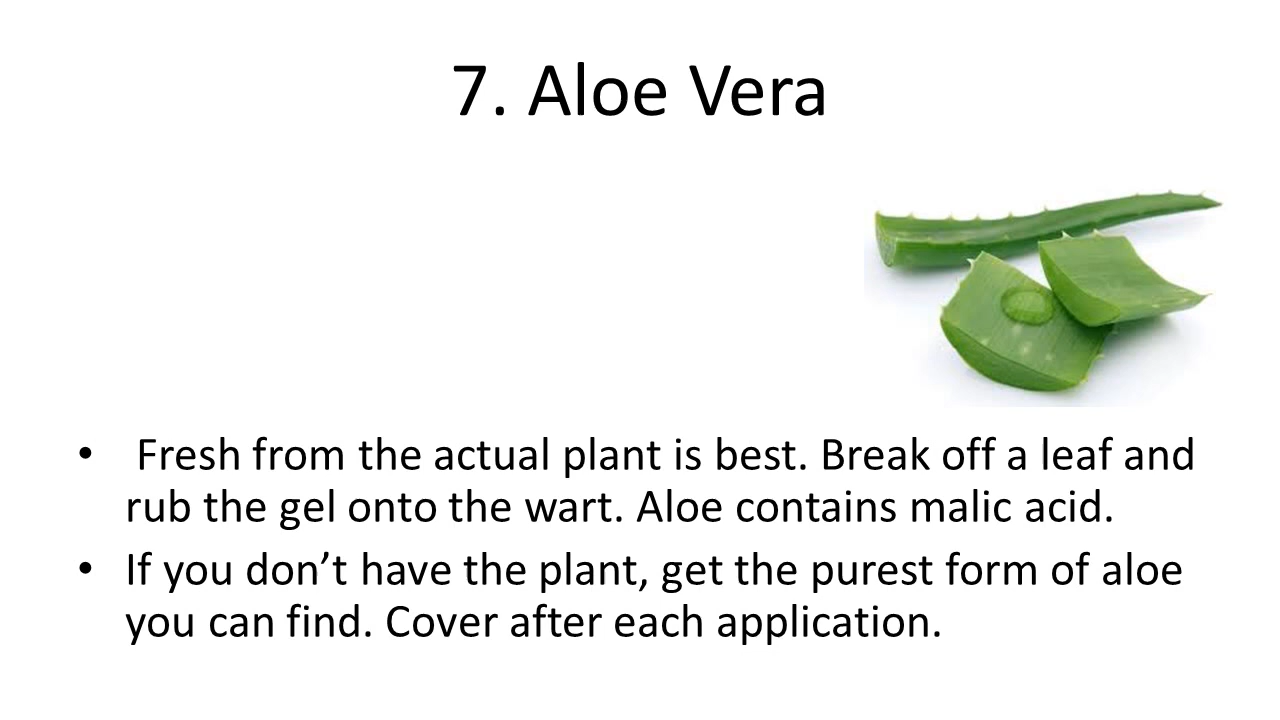 7. Aloe Vera
• Fresh from the actual plant is best. Break off a leaf and
rub the gel onto the wart. Aloe contains malic acid.
• If you don’t have the plant, get the purest form of aloe
you can find. Cover after each application.